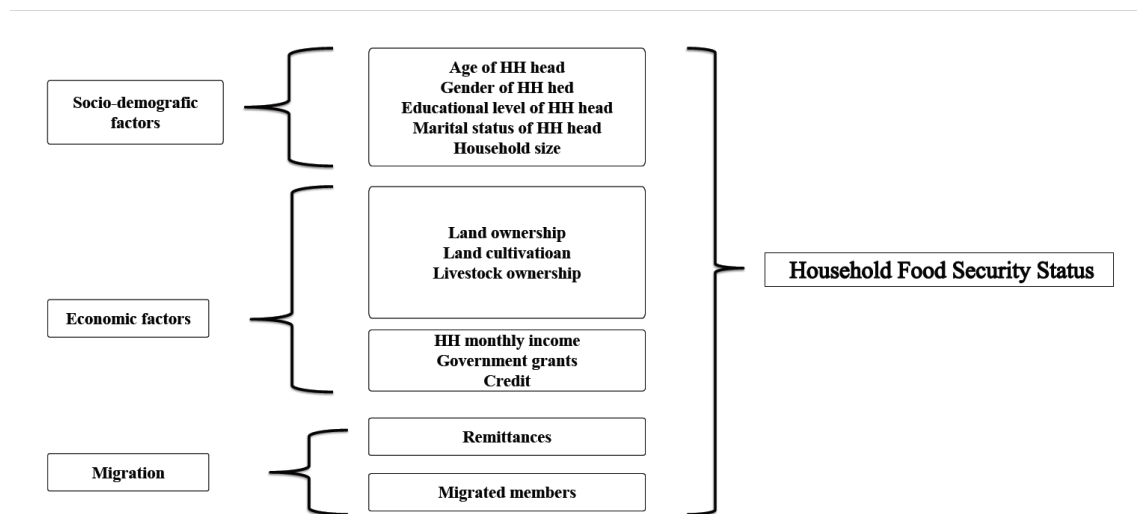 Socio-demografic
factors
Age of HH head
Gender of HH hed
Educational level of HH head
Marital status of HH head
Household size
Economic factors
Land ownership
Land cultivatioan
Livestock ownership
HH monthly income
Government grants
Credit
Migration
Remittances
Migrated members
Household Food Security Status